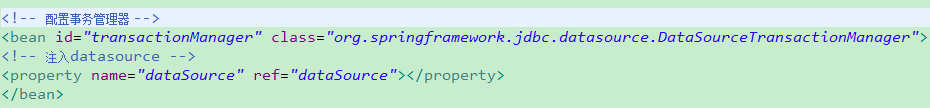 <!-- 配置事务管理器 -->
<bean id="transactionManager" class="org.springframework.jdbc.datasource.DataSourceTransactionManager">
<!-- 注入datasource -->
<property name="dataSource" ref="dataSource"></property>
</bean>